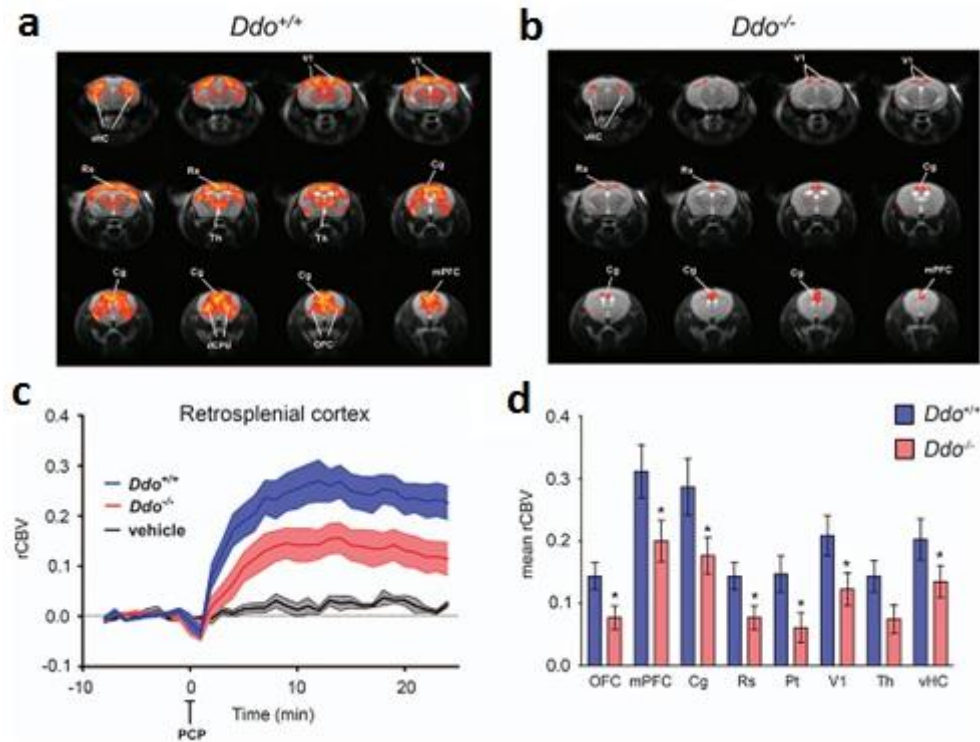 a
Ddo+/+
V1
V1
vHC
Rs
Rs
Cg
Th
Th
Cg
Cg
Cg
mPFC
dCPu
OFC
b
Ddo-/-
V1
V1
vHC
Rs
Rs
Cg
Cg
Cg
Cg
mPFC
c
Retrosplenial cortex
0.4
0.3
0.2
0.1
0.0
-0.1
rCBV
Ddo+/+
Ddo-/-
vehicle
-10
0
10
20
Time (min)
PCP
d
Ddo+/+
Ddo-/-
0.4
0.3
0.2
0.1
0.0
mean rCBV
* * * * * * *
OFC mPFC Cg Rs Pt V1 Th vHC